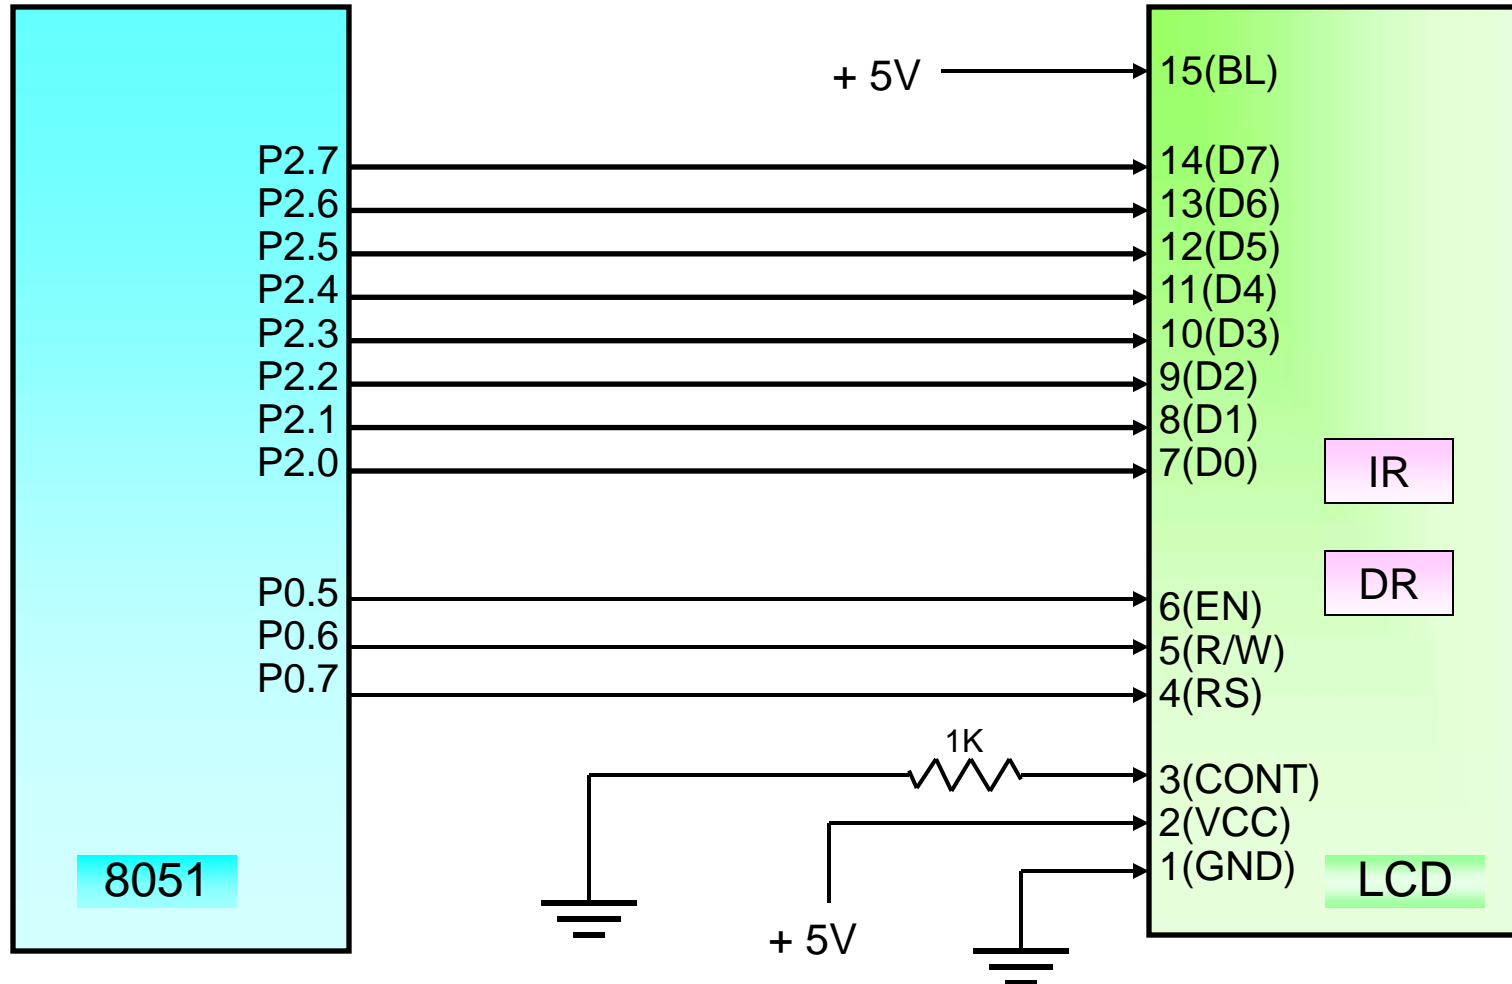 + 5V 15(BL)
P2.7 14(D7)
P2.6 13(D6)
P2.5 12(D5)
P2.4 11(D4)
P2.3 10(D3)
P2.2 9(D2)
P2.1 8(D1)
P2.0 7(D0)
IR
DR
P0.5 6(EN)
P0.6 5(R/W)
P0.7 4(RS)
1K
3(CONT)
2(VCC)
1(GND)
8051
LCD
+ 5V